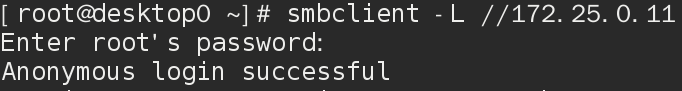 [root@desktop0 ~]# smbclient -L //172.25.0.11
Enter root's password:
Anonymous login successful